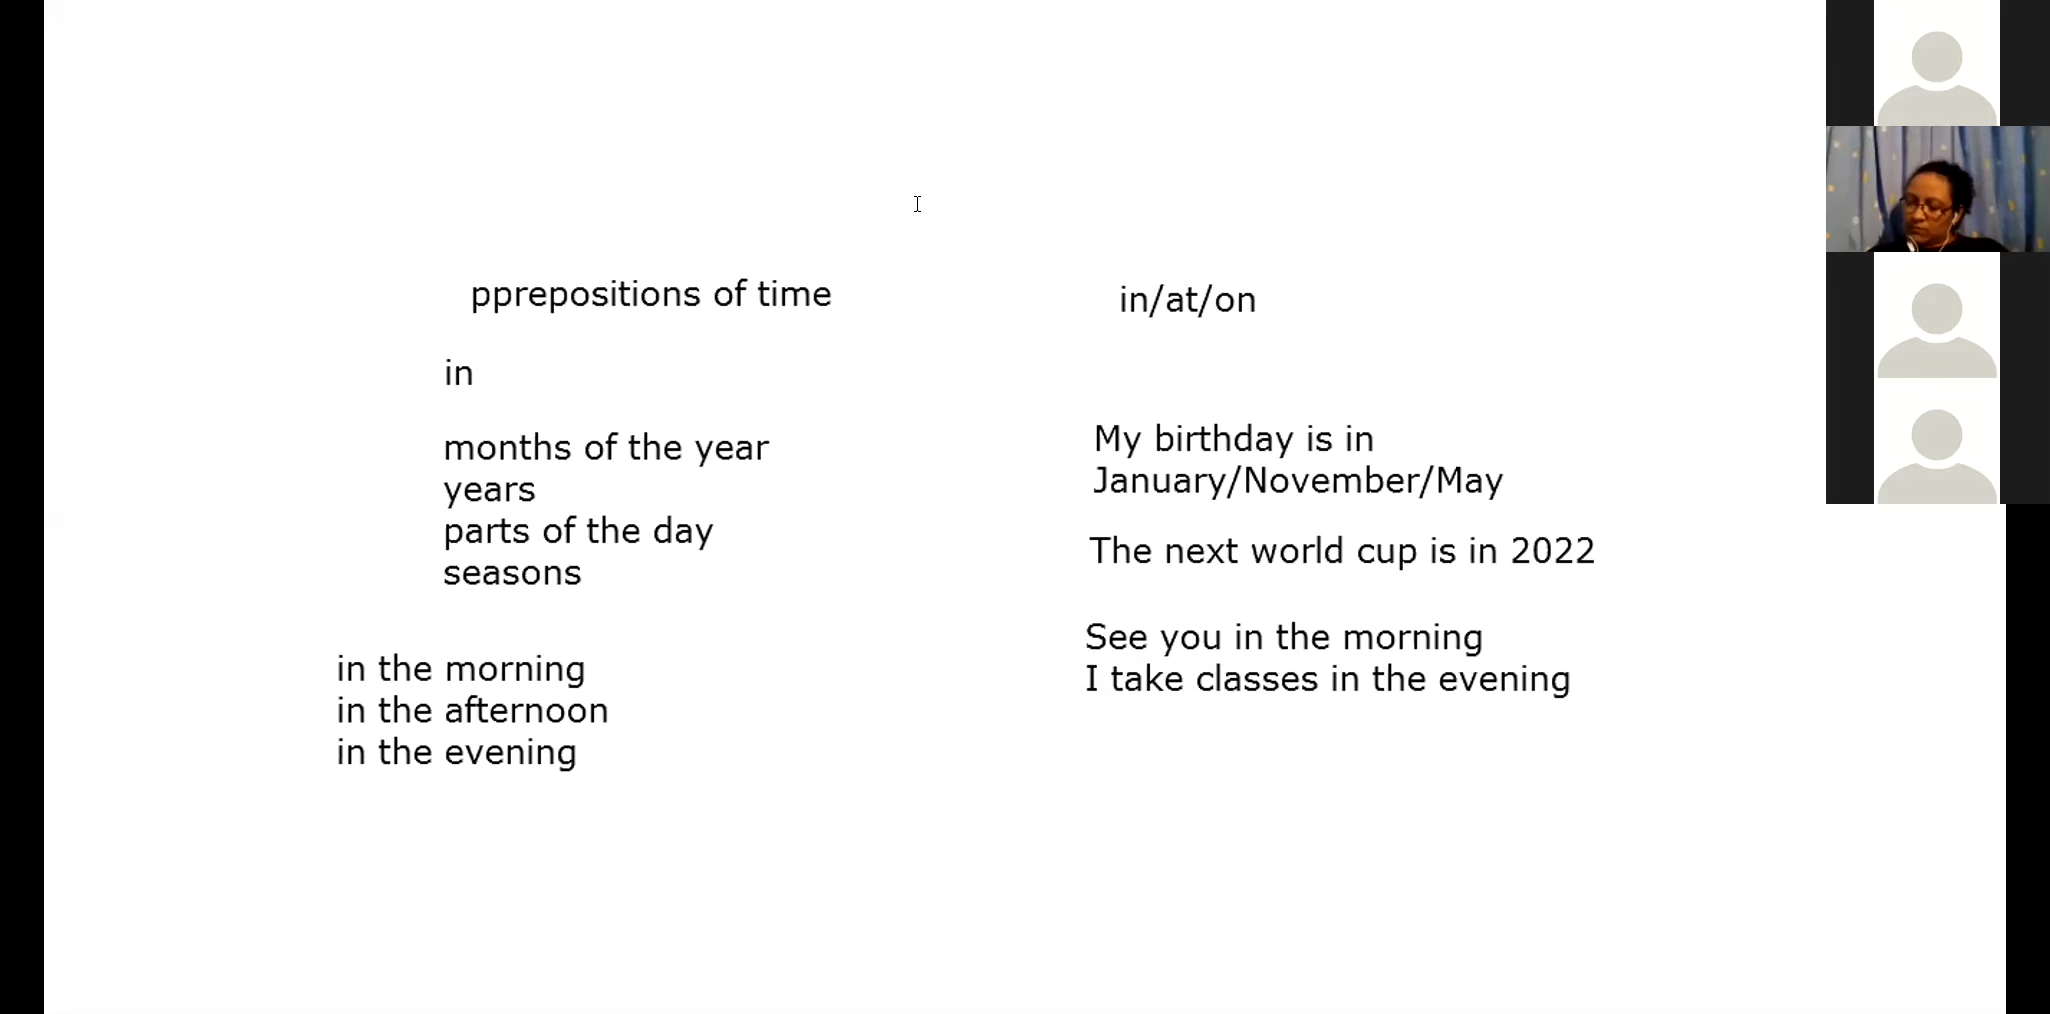 pprepositions of time
in/at/on
in
months of the year
years
parts of the day
seasons
in the morning
in the afternoon
in the evening
My birthday is in
January/November/May
The next world cup is in 2022
See you in the morning
I take classes in the evening